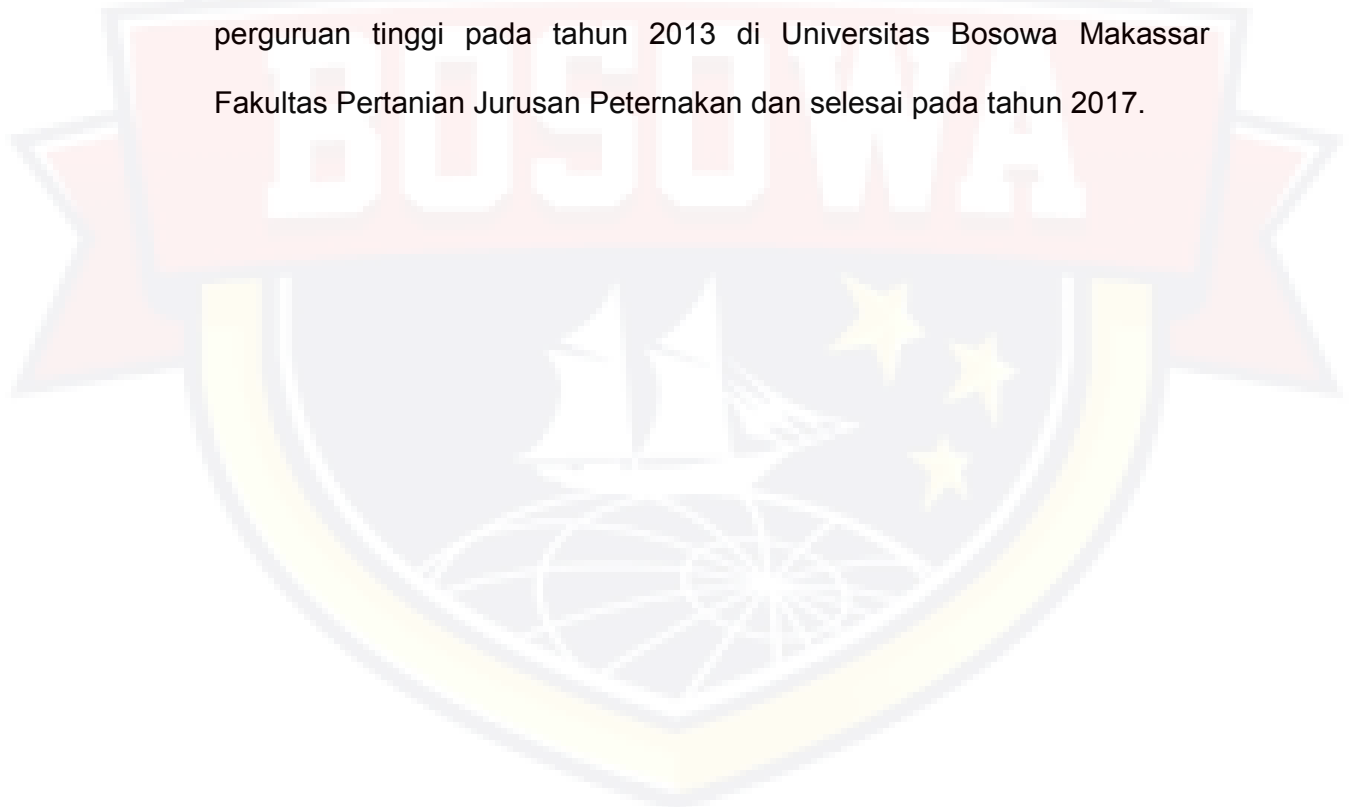 perguruan tinggi pada tahun 2013 di Universitas Bosowa Makassar
Fakultas Pertanian Jurusan Peternakan dan selesai pada tahun 2017.
BOSOWA